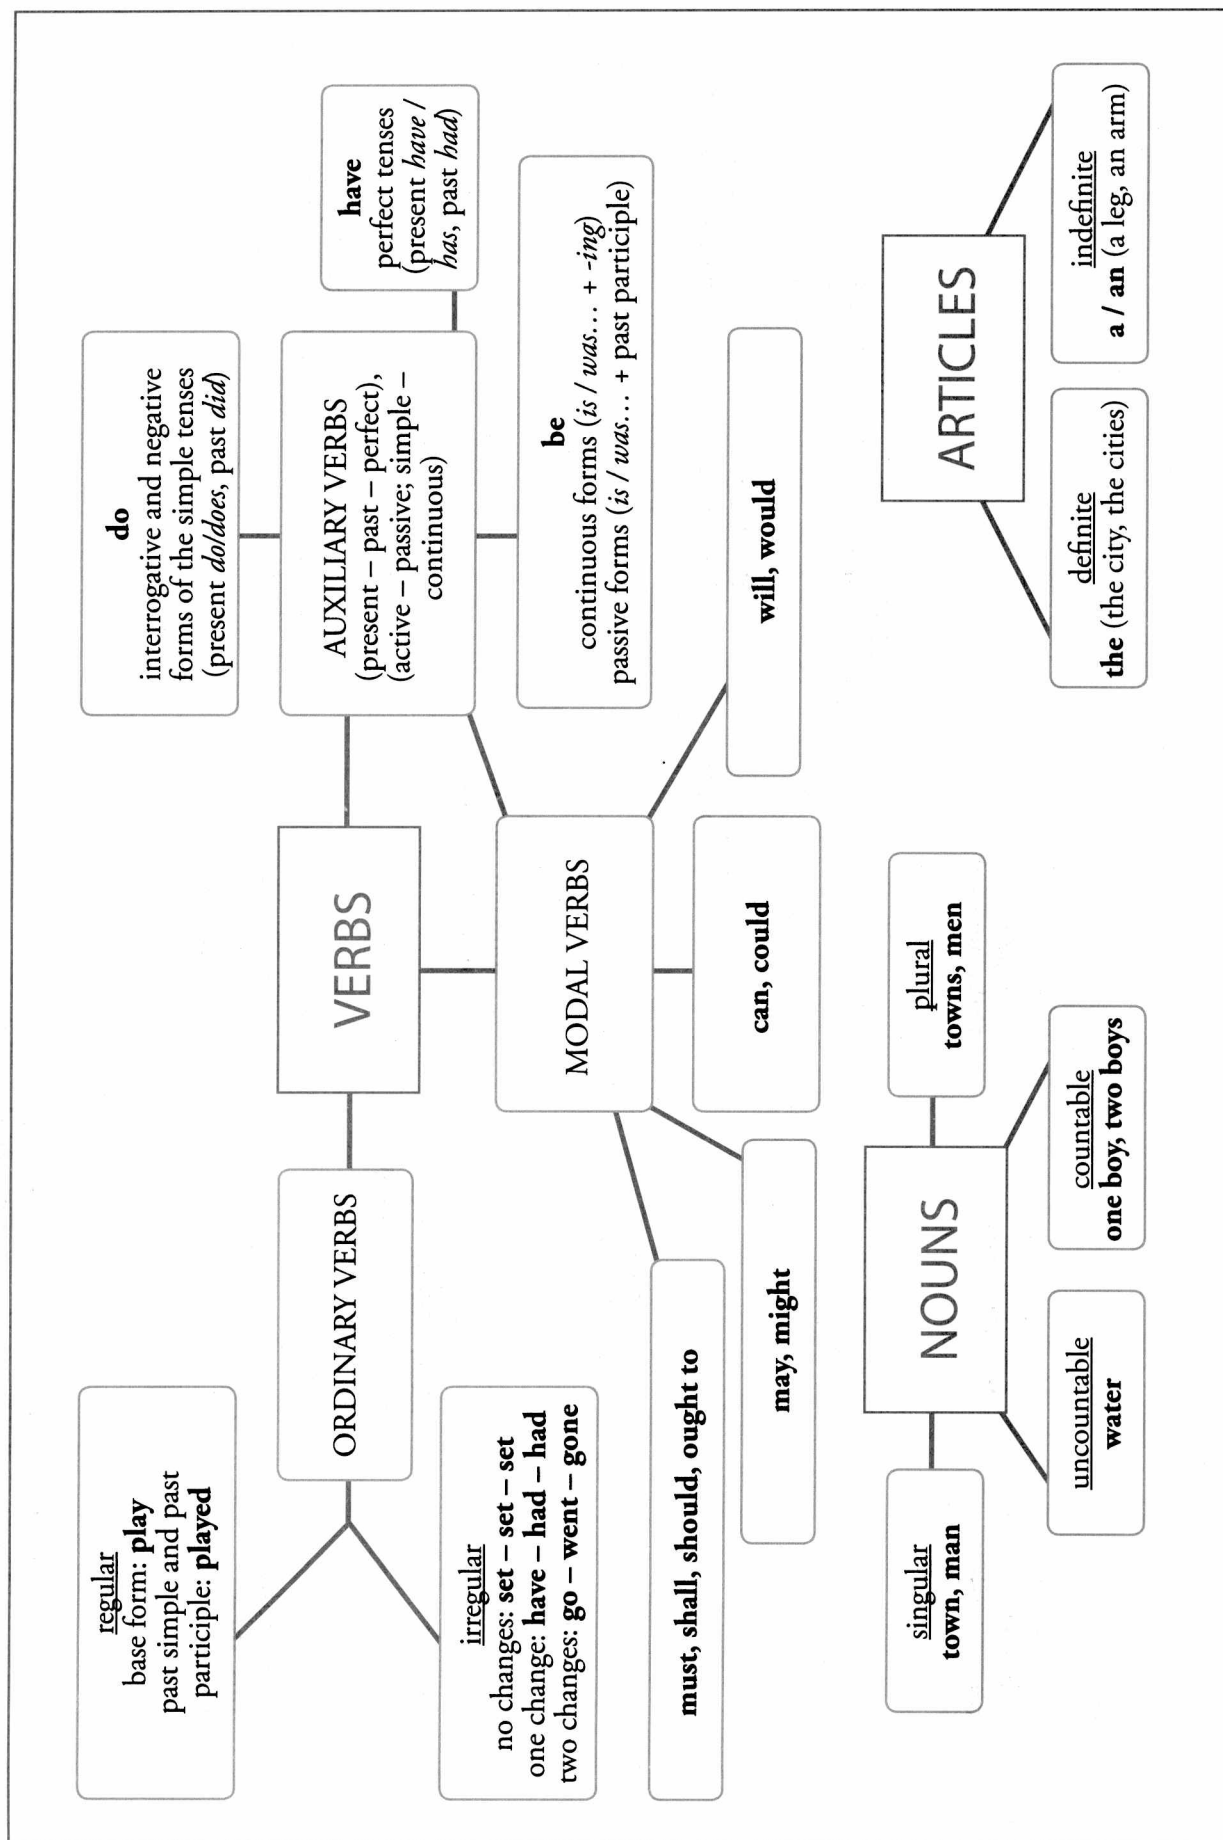 regular
base form: play
past simple and past
participle: played
do
interrogative and negative
forms of the simple tenses
(present do/does, past did)
ORDINARY VERBS
VERBS
AUXILIARY VERBS
(present – past – perfect),
(active – passive; simple –
continuous)
have
perfect tenses
(present have /
has, past had)
irregular
no changes: set – set – set
one change: have – had – had
two changes: go – went – gone
MODAL VERBS
be
continuous forms (is / was… + -ing)
passive forms (is / was… + past participle)
must, shall, should, ought to
may, might
can, could
will, would
singular
town, man
NOUNS
plural
towns, men
uncountable
water
countable
one boy, two boys
ARTICLES
definite
the (the city, the cities)
indefinite
a / an (a leg, an arm)